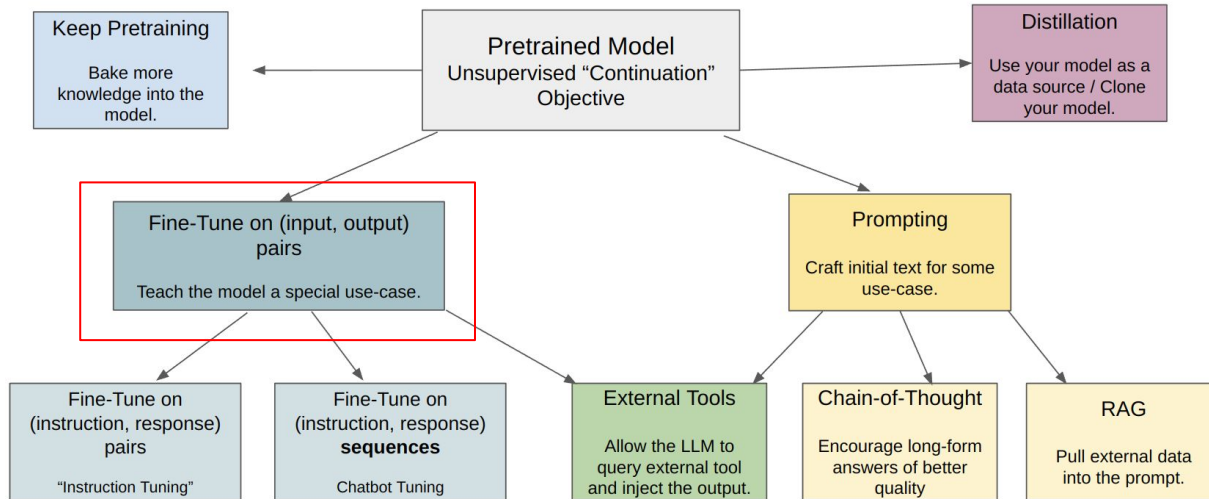 Keep Pretraining
Bake more
knowledge into the
model.
Pretrained Model
Unsupervised “Continuation”
Objective
Distillation
Use your model as a
data source / Clone
your model.
Fine-Tune on (input, output)
pairs
Teach the model a special use-case.
Prompting
Craft initial text for some
use-case.
Fine-Tune on
(instruction, response)
pairs
“Instruction Tuning”
Fine-Tune on
(instruction, response)
sequences
Chatbot Tuning
External Tools
Allow the LLM to
query external tool
and inject the output.
Chain-of-Thought
Encourage long-form
answers of better
quality
RAG
Pull external data
into the prompt.